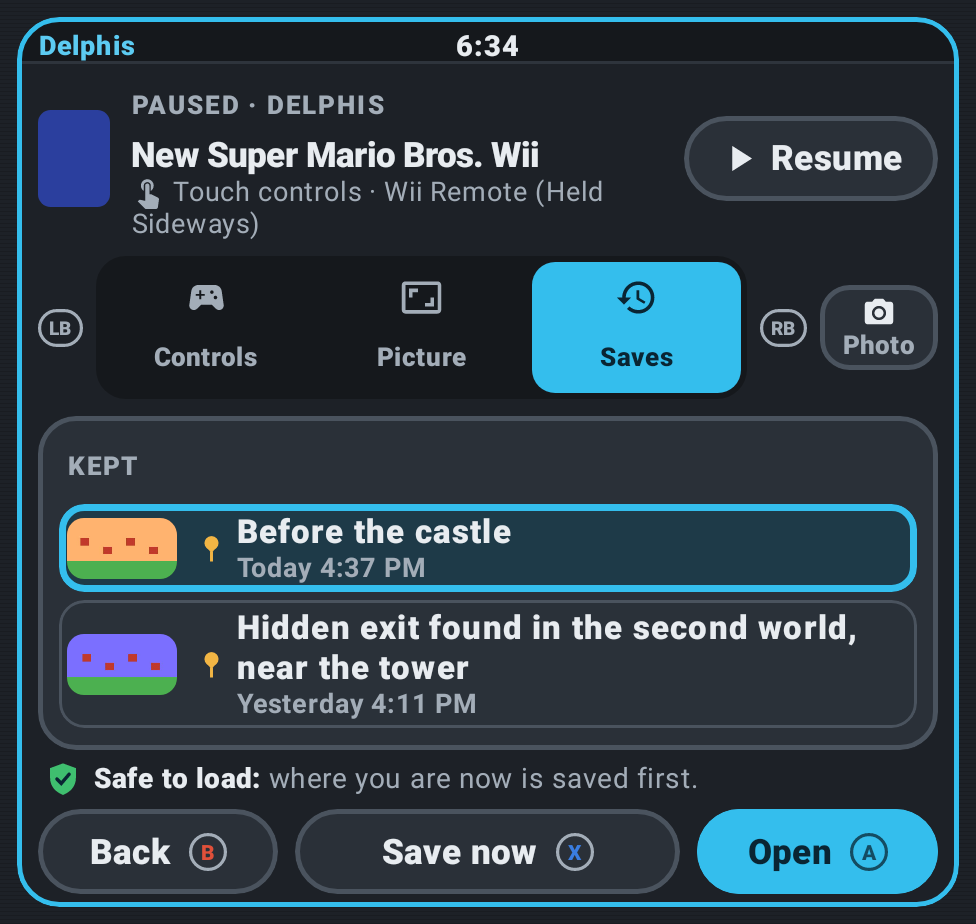 Delphis
6:34
PAUSED · DELPHIS
New Super Mario Bros. Wii
Touch controls · Wii Remote (Held
Sideways)
Resume
LB
Controls
Picture
Saves
RB
Photo
KEPT
Before the castle
Today 4:37 PM
Hidden exit found in the second world,
near the tower
Yesterday 4:11 PM
Safe to load: where you are now is saved first.
Back B
Save now X
Open A